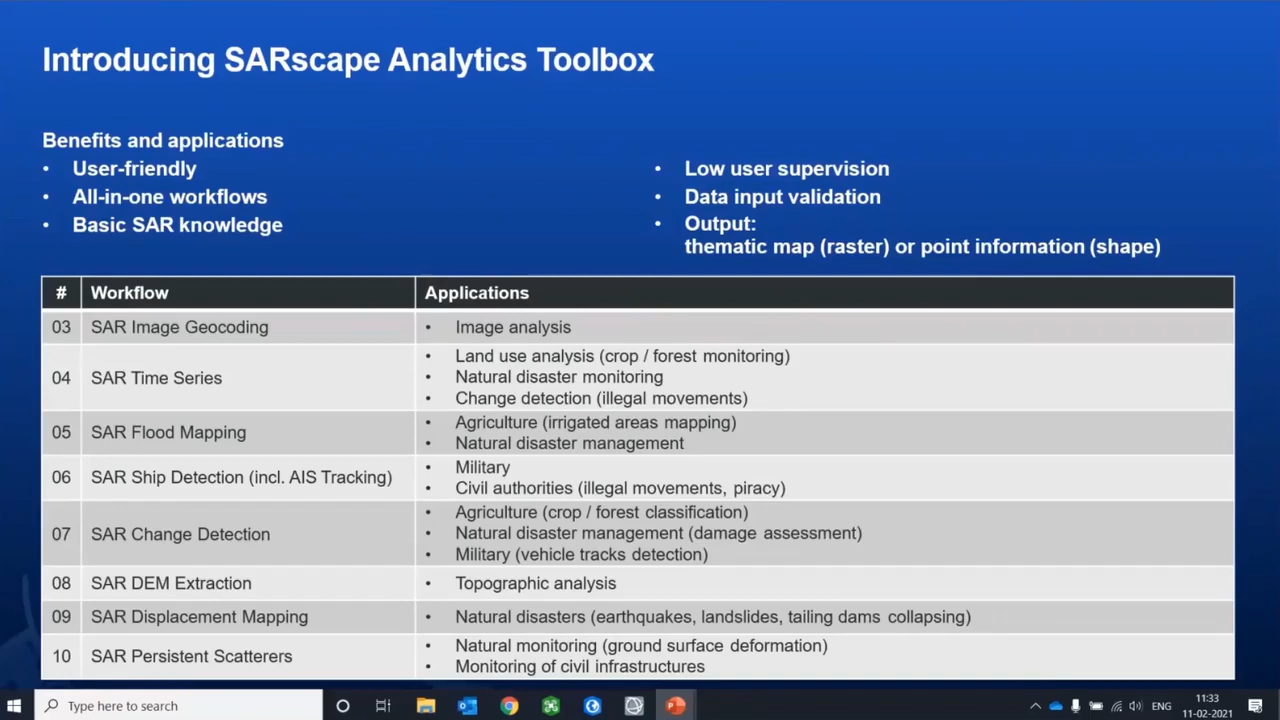 Introducing SARscape Analytics Toolbox
Benefits and applications
• User-friendly
• All-in-one workflows
• Basic SAR knowledge
• Low user supervision
• Data input validation
• Output:
thematic map (raster) or point information (shape)
# Workflow Applications
03 SAR Image Geocoding • Image analysis
04 SAR Time Series
• Land use analysis (crop / forest monitoring)
• Natural disaster monitoring
• Change detection (illegal movements)
05 SAR Flood Mapping
• Agriculture (irrigated areas mapping)
• Natural disaster management
06 SAR Ship Detection (incl. AIS Tracking)
• Military
• Civil authorities (illegal movements, piracy)
07 SAR Change Detection
• Agriculture (crop / forest classification)
• Natural disaster management (damage assessment)
• Military (vehicle tracks detection)
08 SAR DEM Extraction • Topographic analysis
09 SAR Displacement Mapping • Natural disasters (earthquakes, landslides, tailing dams collapsing)
10 SAR Persistent Scatterers
• Natural monitoring (ground surface deformation)
• Monitoring of civil infrastructures
Type here to search
ENG
11:33
11-02-2021